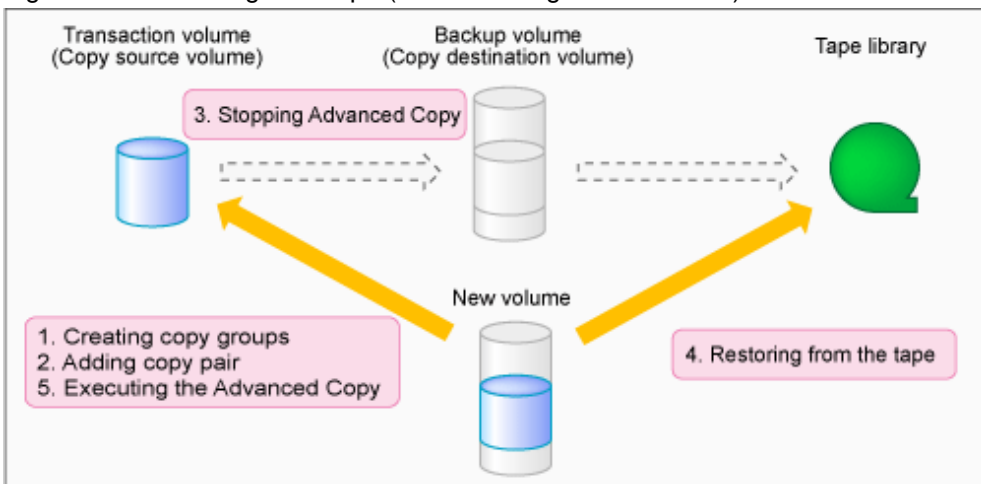 Transaction volume
(Copy source volume)
Backup volume
(Copy destination volume)
Tape library
3. Stopping Advanced Copy
New volume
1. Creating copy groups
2. Adding copy pair
5. Executing the Advanced Copy
4. Restoring from the tape